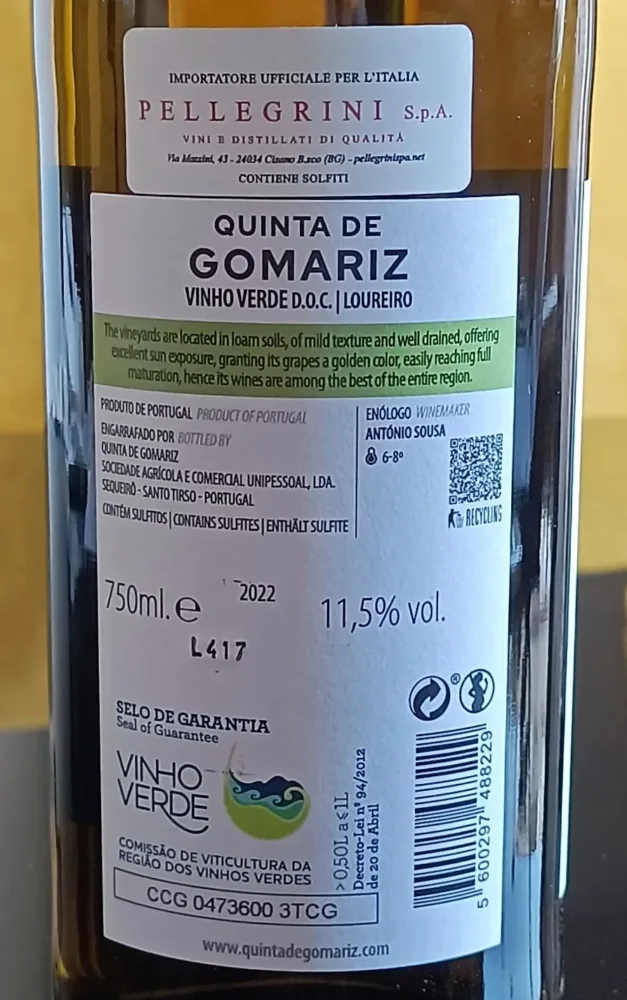 IMPORTATORE UFFICIALE PER L'ITALIA
PELLEGRINI S.p.A.
VINI E DISTILLATI DI QUALITÀ
Via Mazzini, 43 - 24034 Cisano B.sco (BG) - pellegrinispa.net
CONTIENE SOLFITI
QUINTA DE
GOMARIZ
VINHO VERDE D.O.C. | LOUREIRO
The vineyards are located in loam soils, of mild texture and well drained, offering
excellent sun exposure, granting its grapes a golden color, easily reaching full
maturation, hence its wines are among the best of the entire region.
PRODUTO DE PORTUGAL PRODUCT OF PORTUGAL
ENGARRAFADO POR BOTTLED BY
QUINTA DE GOMARIZ
SOCIEDADE AGRÍCOLA E COMERCIAL UNIPESSOAL, LDA.
SEQUEIRÓ - SANTO TIRSO - PORTUGAL
CONTÉM SULFITOS | CONTAINS SULFITES | ENTHÄLT SULFITE
ENÓLOGO WINEMAKER
ANTÓNIO SOUSA
6-8º
RECYCLING
750ml. e
2022
11,5% vol.
L417
SELO DE GARANTIA
Seal of Guarantee
VINHO
VERDE
COMISSÃO DE VITICULTURA DA
REGIÃO DOS VINHOS VERDES
> 0,50L a ≤ 1L
Decreto-Lei nº 94/2012
de 20 de Abril
CCG 0473600 3TCG
®
5 600297 488229
www.quintadegomariz.com